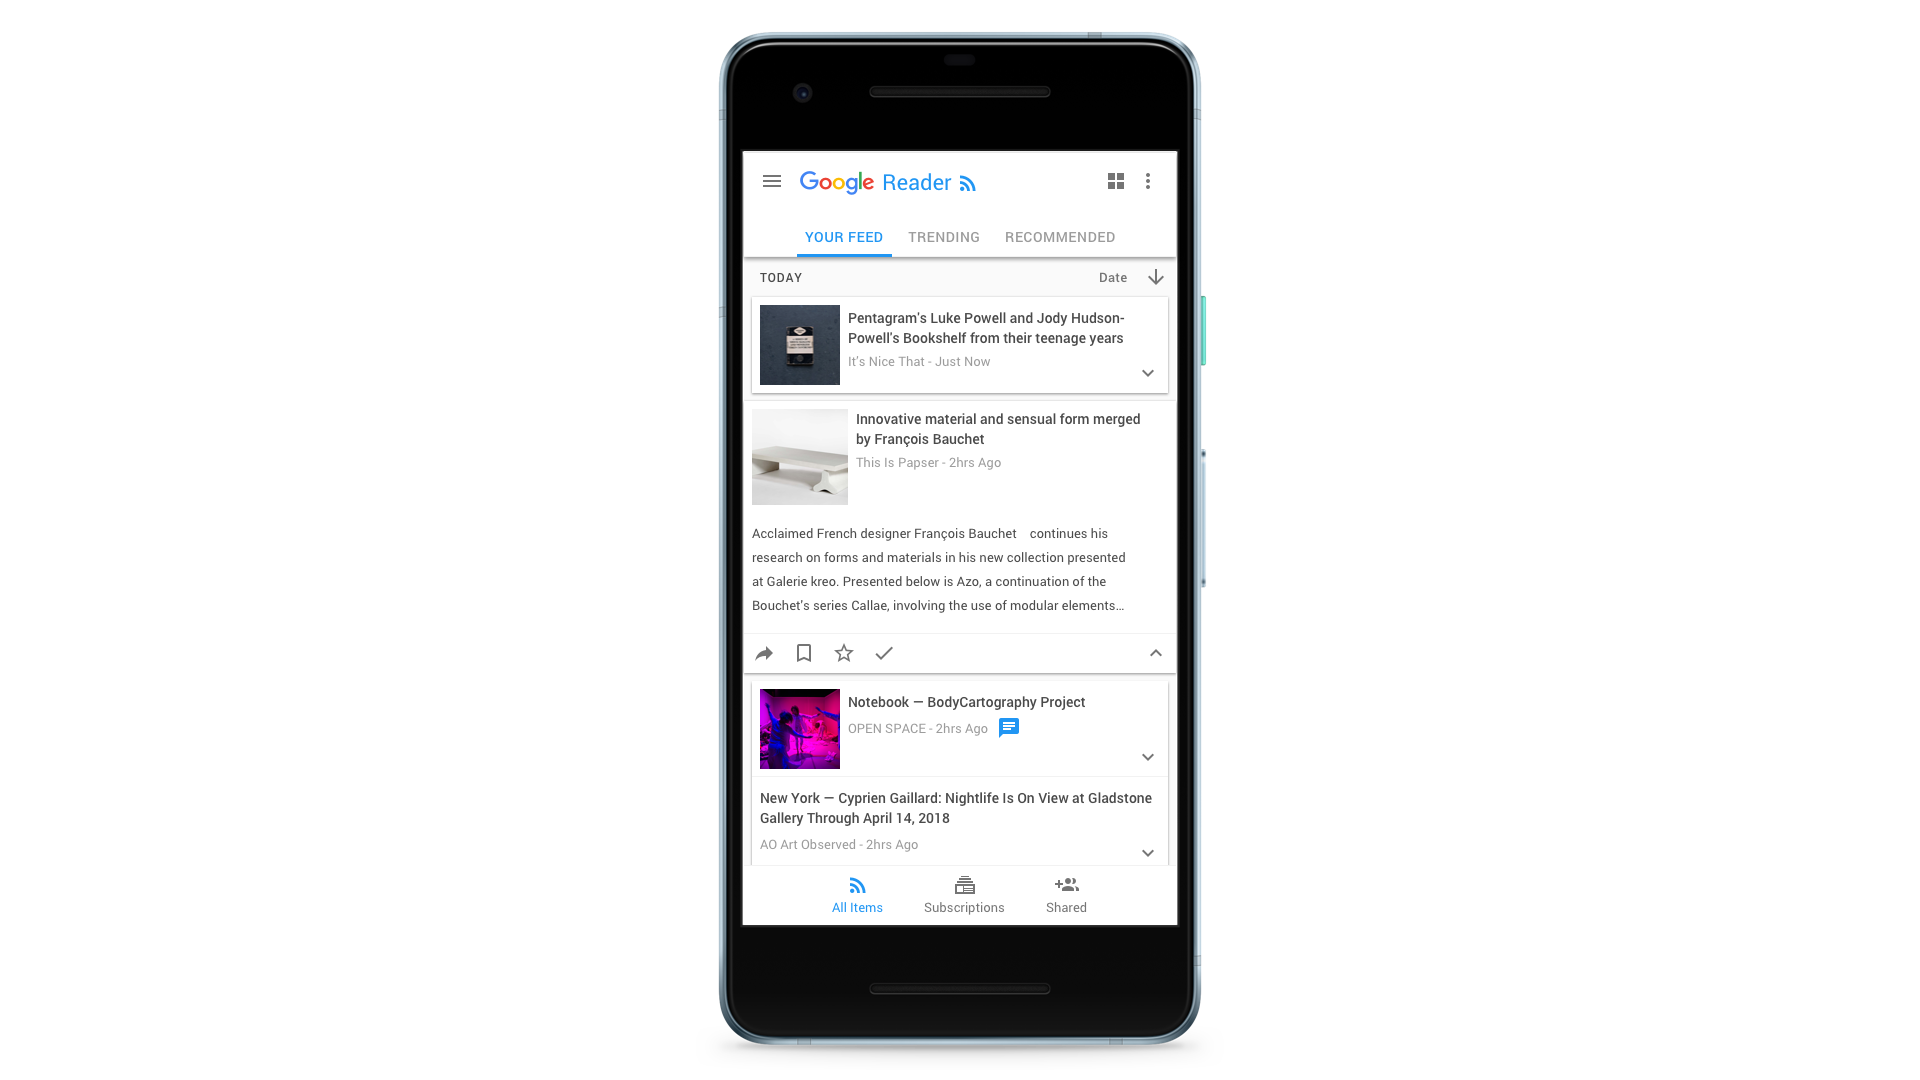 Google Reader
YOUR FEED TRENDING RECOMMENDED
TODAY Date
Pentagram's Luke Powell and Jody Hudson-
Powell's Bookshelf from their teenage years
It's Nice That - Just Now
Innovative material and sensual form merged
by François Bauchet
This Is Papser - 2hrs Ago
Acclaimed French designer François Bauchet continues his
research on forms and materials in his new collection presented
at Galerie kreo. Presented below is Azo, a continuation of the
Bouchet's series Callae, involving the use of modular elements…
Notebook — BodyCartography Project
OPEN SPACE - 2hrs Ago
New York — Cyprien Gaillard: Nightlife Is On View at Gladstone
Gallery Through April 14, 2018
AO Art Observed - 2hrs Ago
All Items Subscriptions Shared